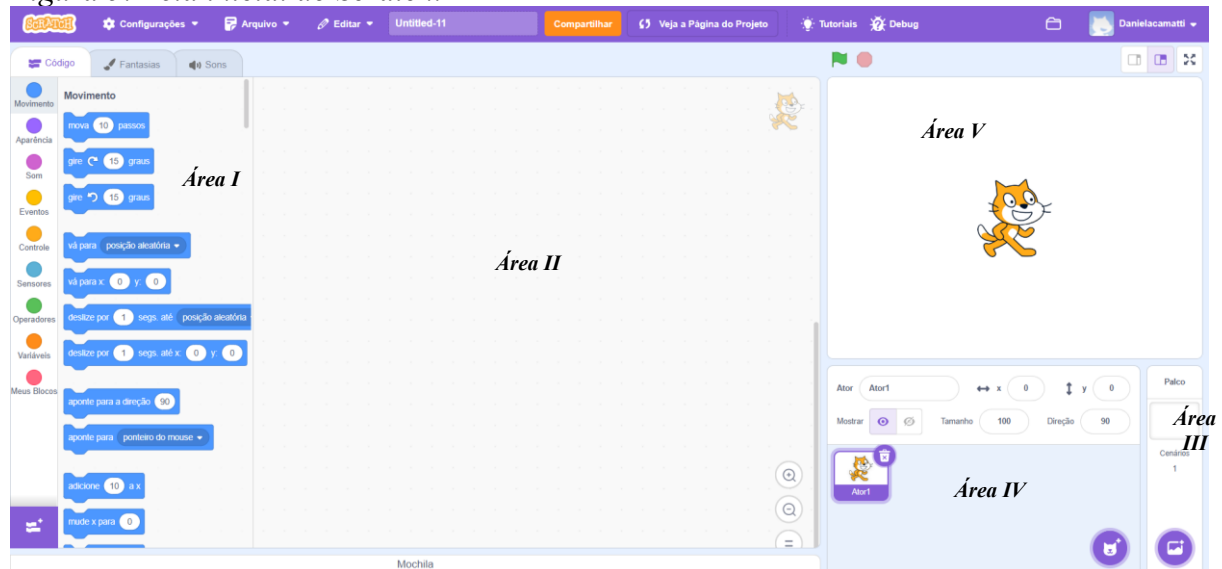 SCRATCH Configurações Arquivo Editar Untitled-11 Compartilhar Veja a Página do Projeto Tutoriais Debug Danielacamatti
Código Fantasias Sons
Movimento
Aparência
Som
Eventos
Controle
Sensores
Operadores
Variáveis
Meus Blocos
Movimento
mova 10 passos
gire 15 graus
gire 15 graus
vá para posição aleatória
vá para x: 0 y: 0
deslize por 1 segs. até posição aleatória
deslize por 1 segs. até x: 0 y: 0
aponte para a direção 90
aponte para ponteiro do mouse
adicione 10 a x
mude x para 0
Área I
Área II
Área V
Ator Ator1 x 0 y 0
Mostrar Tamanho 100 Direção 90
Ator1
Área IV
Palco
Área
III
Cenários
1
Mochila